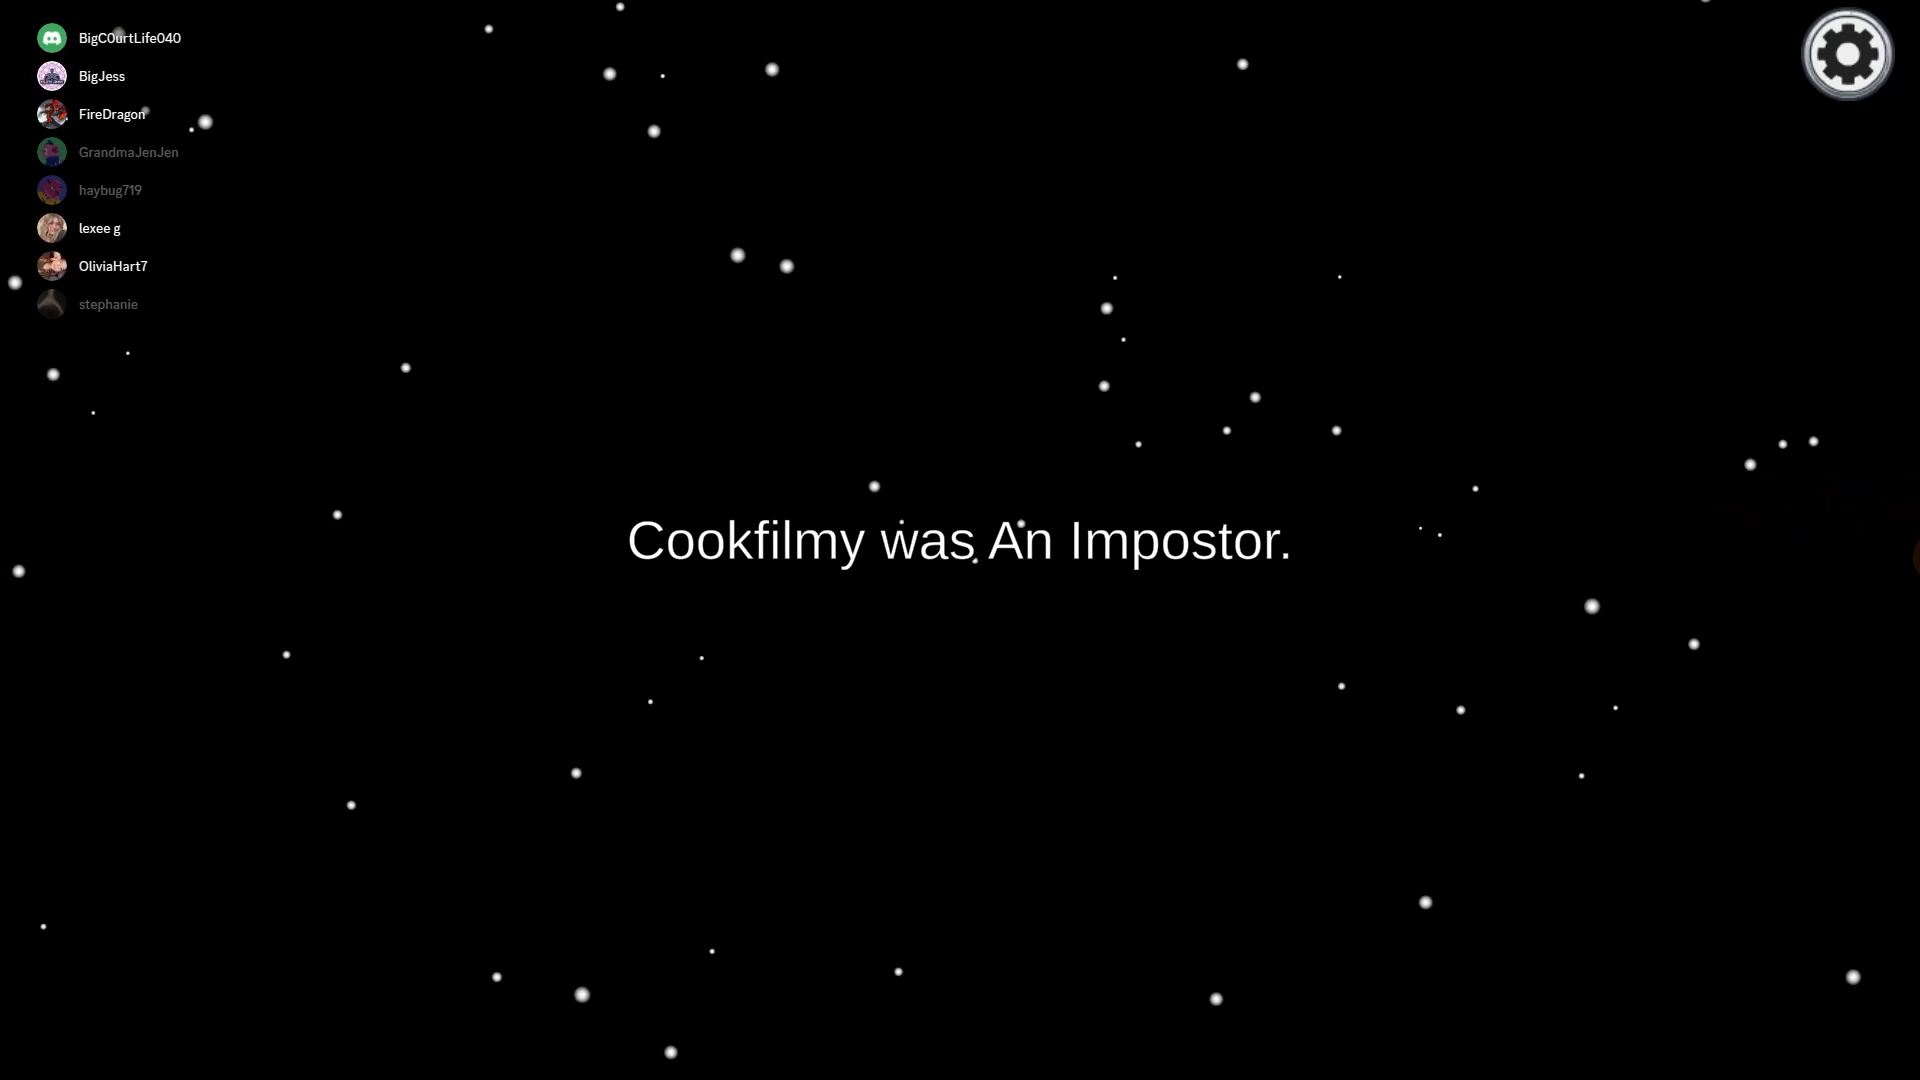 BigC0urtLife040
BigJess
FireDragon
GrandmaJenJen
haybug719
lexee g
OliviaHart7
stephanie
Cookfilmy was An Impostor.